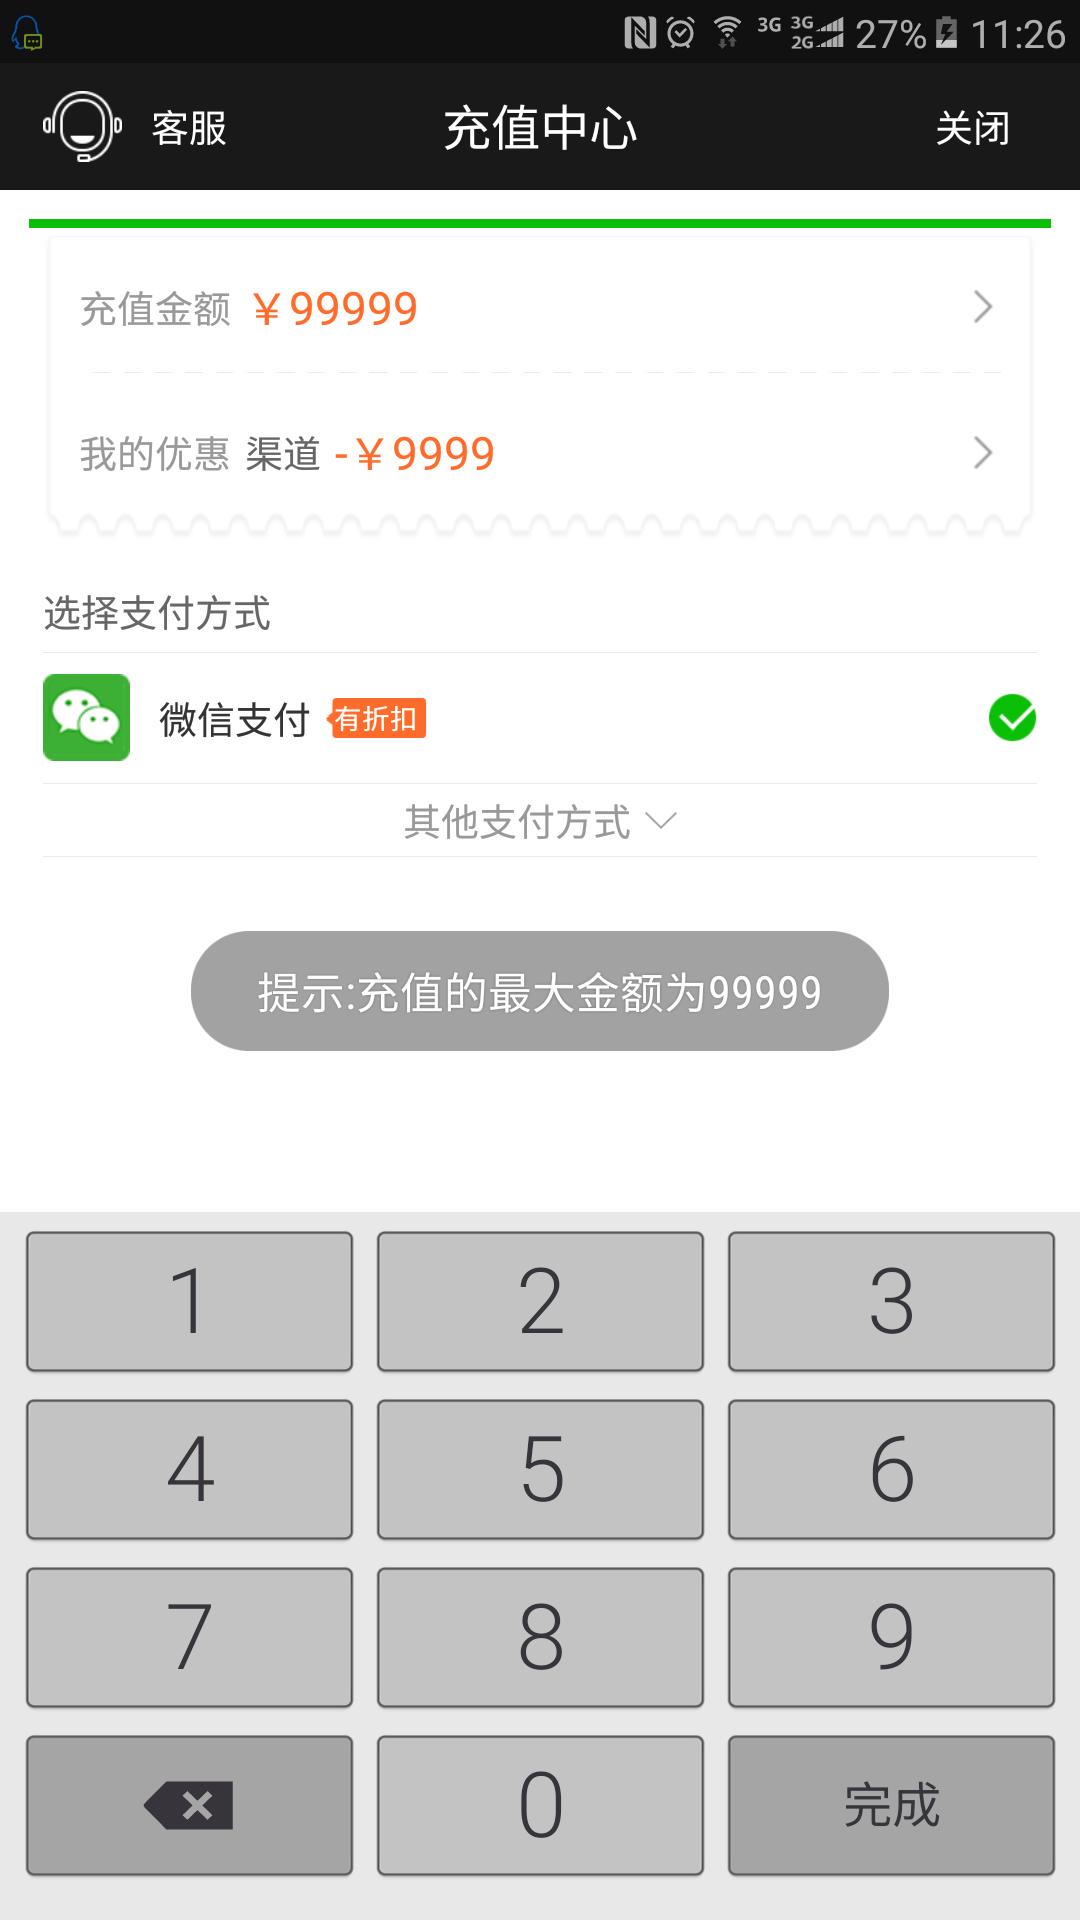 3G 3G 2G 27% 11:26
客服 充值中心 关闭
充值金额 ¥99999
我的优惠 渠道 -¥9999
选择支付方式
微信支付 有折扣
其他支付方式
提示:充值的最大金额为99999
1 2 3
4 5 6
7 8 9
0 完成